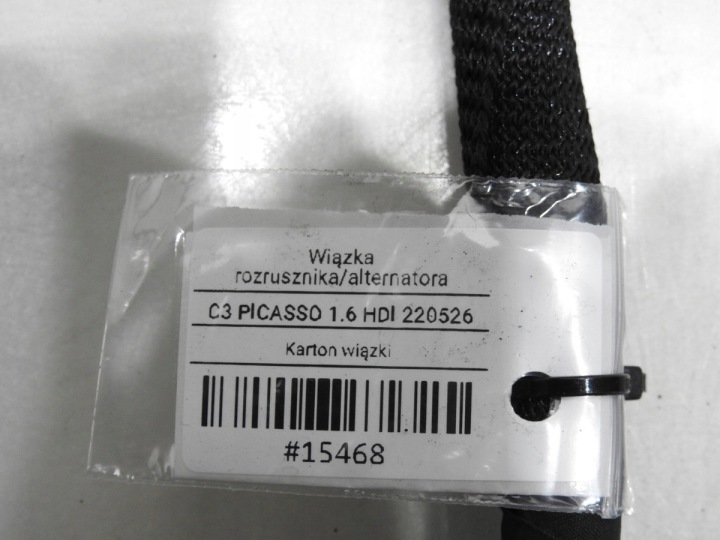 Wiązka
rozrusznika/alternatora
C3 PICASSO 1.6 HDI 220526
Karton wiązki
#15468